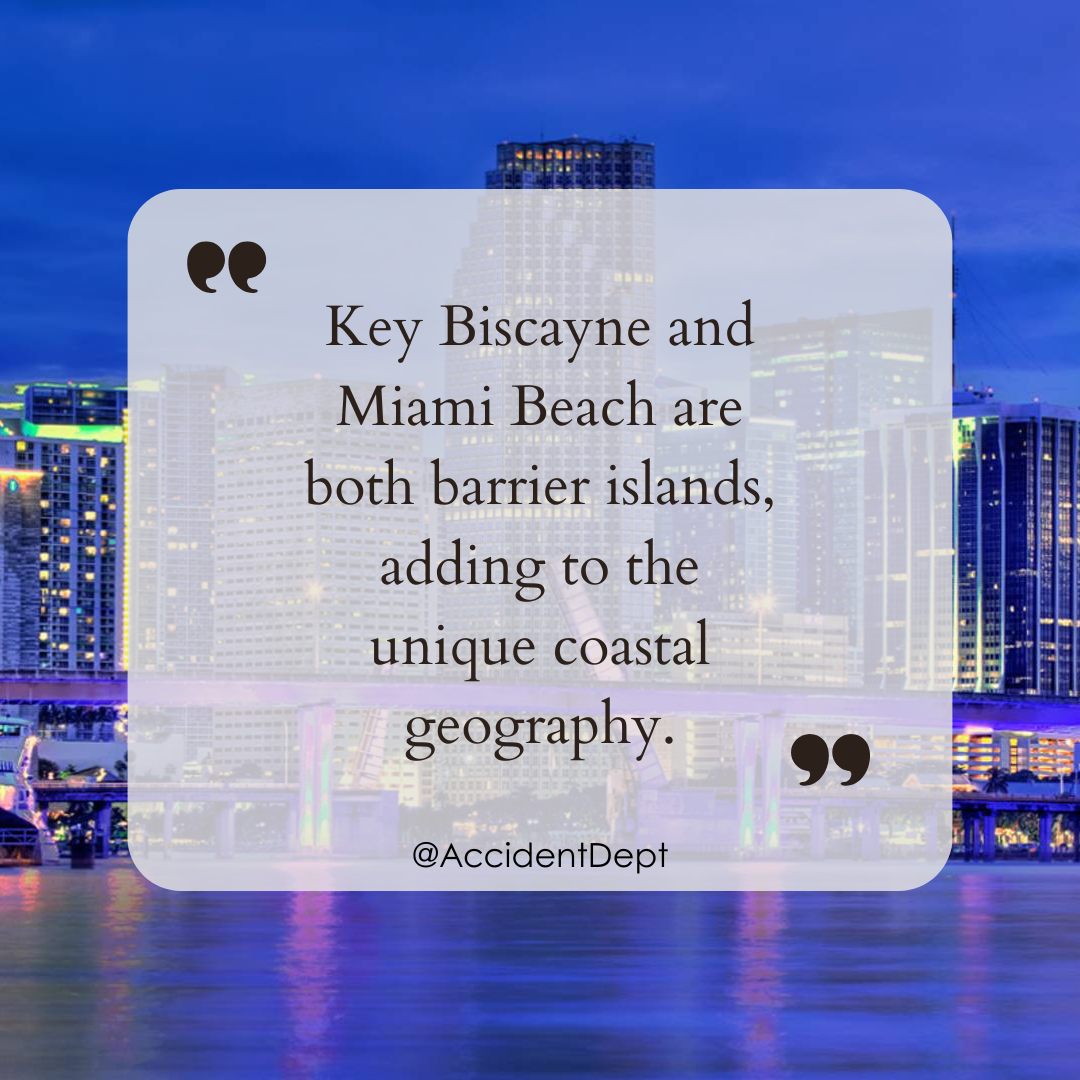 ”
Key Biscayne and
Miami Beach are
both barrier islands,
adding to the
unique coastal
geography.
”
@AccidentDept